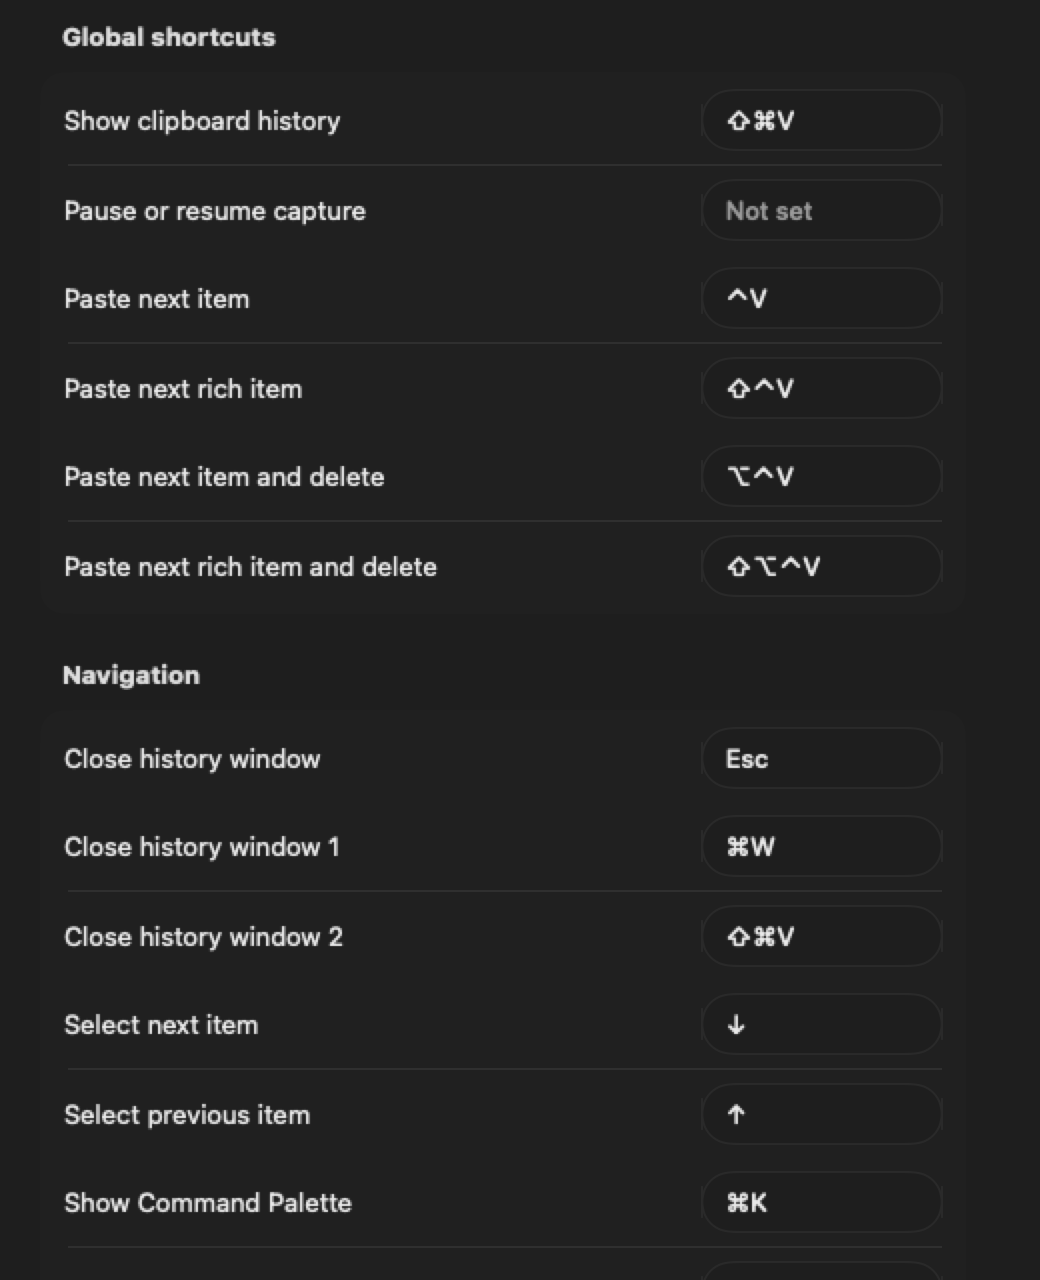 Global shortcuts
Show clipboard history ⇧⌘V
Pause or resume capture Not set
Paste next item ^V
Paste next rich item ⇧^V
Paste next item and delete ⌥^V
Paste next rich item and delete ⇧⌥^V
Navigation
Close history window Esc
Close history window 1 ⌘W
Close history window 2 ⇧⌘V
Select next item ↓
Select previous item ↑
Show Command Palette ⌘K